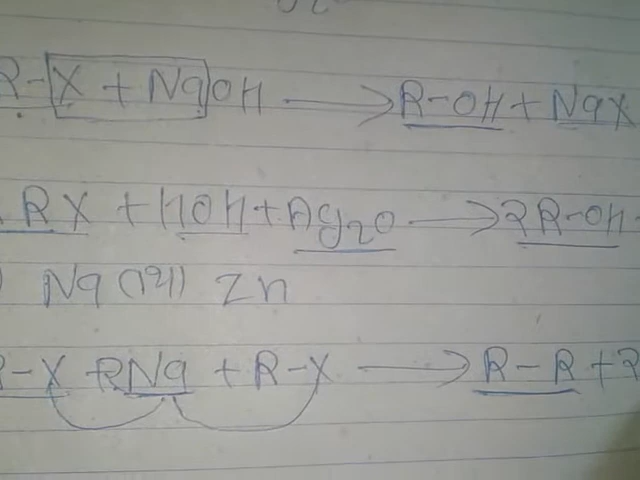 R-X + NaOH → R-OH + NaX
RX + HOH + Ag2O → 2R-OH
Na Zn
R-X + 2Na + R-X → R-R + 2